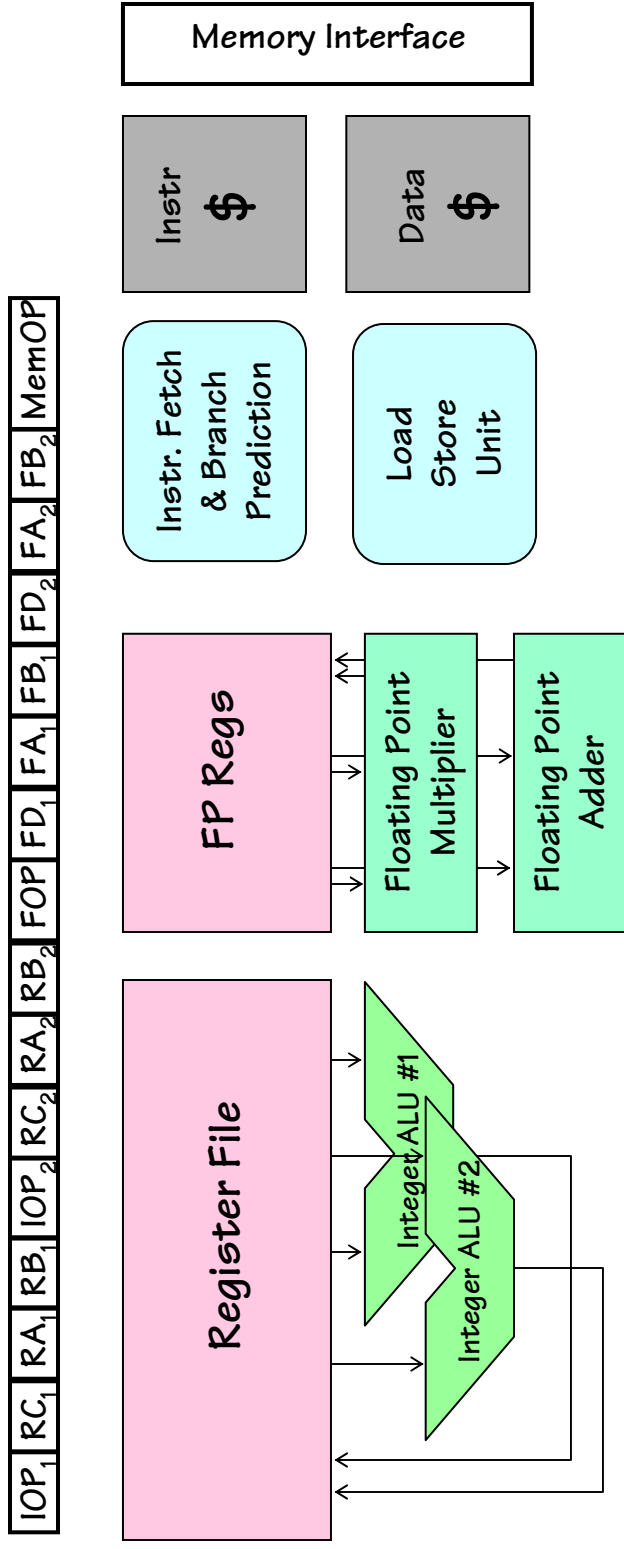 IOP1 RC1 RA1 RB1 IOP2 RC2 RA2 RB2 FOP FD1 FA1 FB1 FD2 FA2 FB2 MemOP
Register File
Integer ALU #1
Integer ALU #2
FP Regs
Floating Point
Multiplier
Floating Point
Adder
Instr. Fetch
& Branch
Prediction
Load
Store
Unit
Instr
$
Data
$
Memory Interface